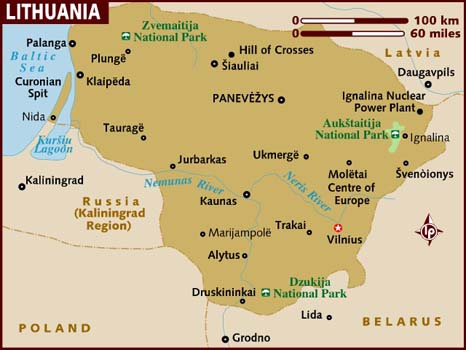 LITHUANIA
0 100 km
0 60 miles
Zvemaitija
National Park
Palanga
Plungė
Baltic
Sea
Hill of Crosses
Šiauliai
Latvia
Daugavpils
Klaipėda
Curonian
Spit
PANEVĖŽYS
Ignalina Nuclear
Power Plant
Nida
Tauragė
Aukštaitija
National Park
Ignalina
Kuršiu
Lagoon
Jurbarkas
Ukmergė
Molėtai
Centre of
Europe
Švenòionys
Kaliningrad
Nemunas River
Neris River
Kaunas
Russia
(Kaliningrad
Region)
Marijampolė
Trakai
Vilnius
LP
Alytus
Druskininkai
Dzukija
National Park
Lida
POLAND
Grodno
BELARUS